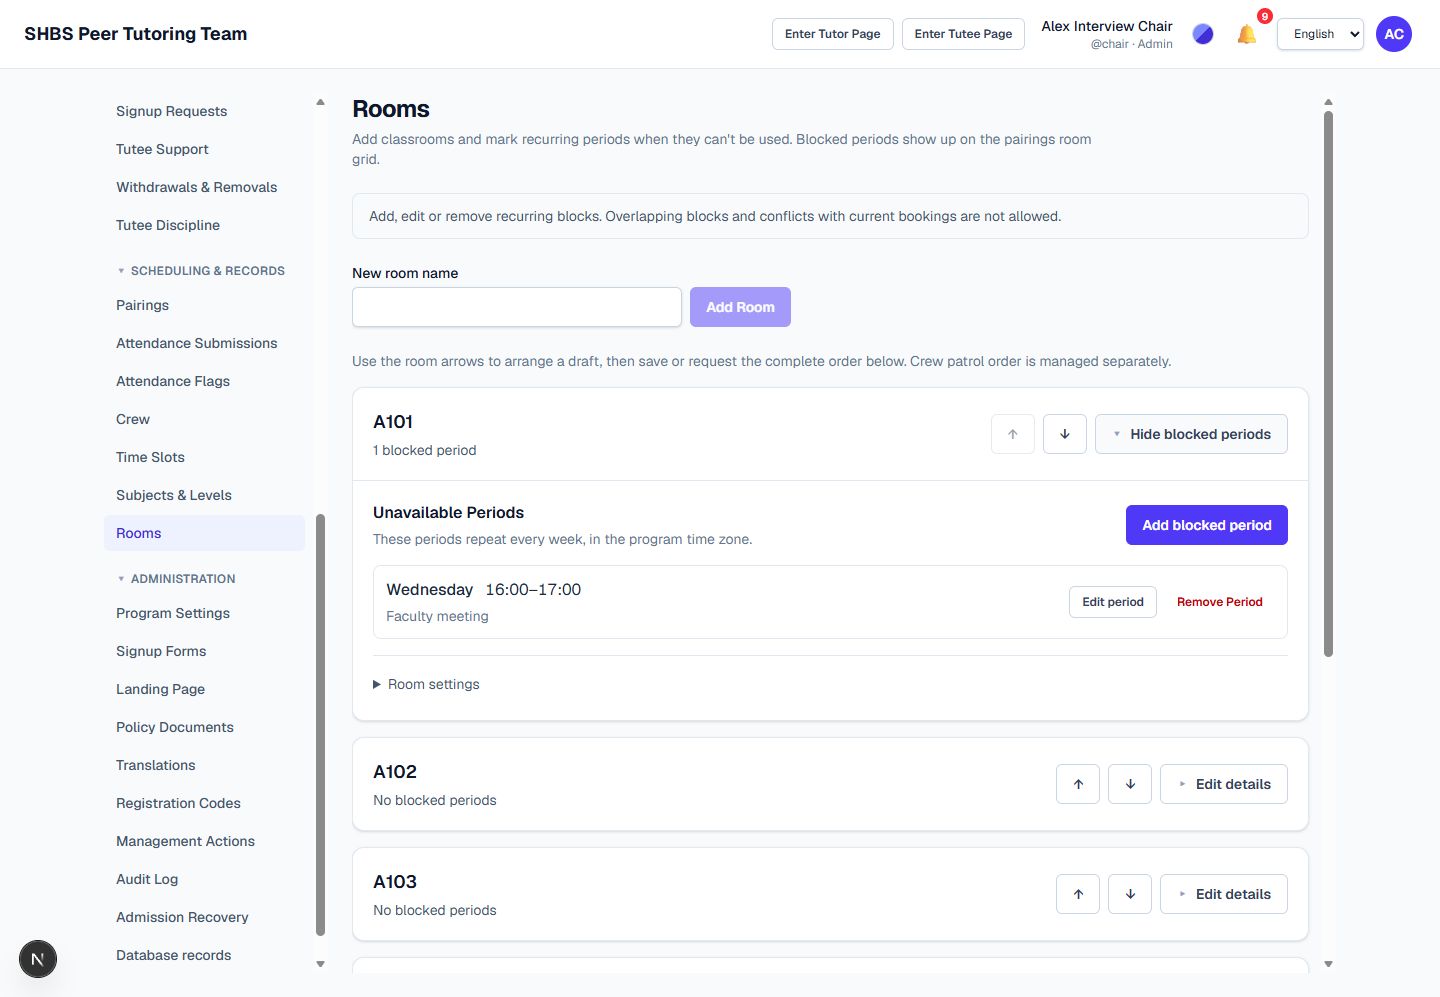 SHBS Peer Tutoring Team
Enter Tutor Page
Enter Tutee Page
Alex Interview Chair
@chair · Admin
9
English
AC
Signup Requests
Tutee Support
Withdrawals & Removals
Tutee Discipline
SCHEDULING & RECORDS
Pairings
Attendance Submissions
Attendance Flags
Crew
Time Slots
Subjects & Levels
Rooms
ADMINISTRATION
Program Settings
Signup Forms
Landing Page
Policy Documents
Translations
Registration Codes
Management Actions
Audit Log
Admission Recovery
Database records
N
Rooms
Add classrooms and mark recurring periods when they can't be used. Blocked periods show up on the pairings room
grid.
Add, edit or remove recurring blocks. Overlapping blocks and conflicts with current bookings are not allowed.
New room name
Add Room
Use the room arrows to arrange a draft, then save or request the complete order below. Crew patrol order is managed separately.
A101
1 blocked period
↑
↓
Hide blocked periods
Unavailable Periods
These periods repeat every week, in the program time zone.
Add blocked period
Wednesday 16:00–17:00
Faculty meeting
Edit period
Remove Period
Room settings
A102
No blocked periods
↑
↓
Edit details
A103
No blocked periods
↑
↓
Edit details